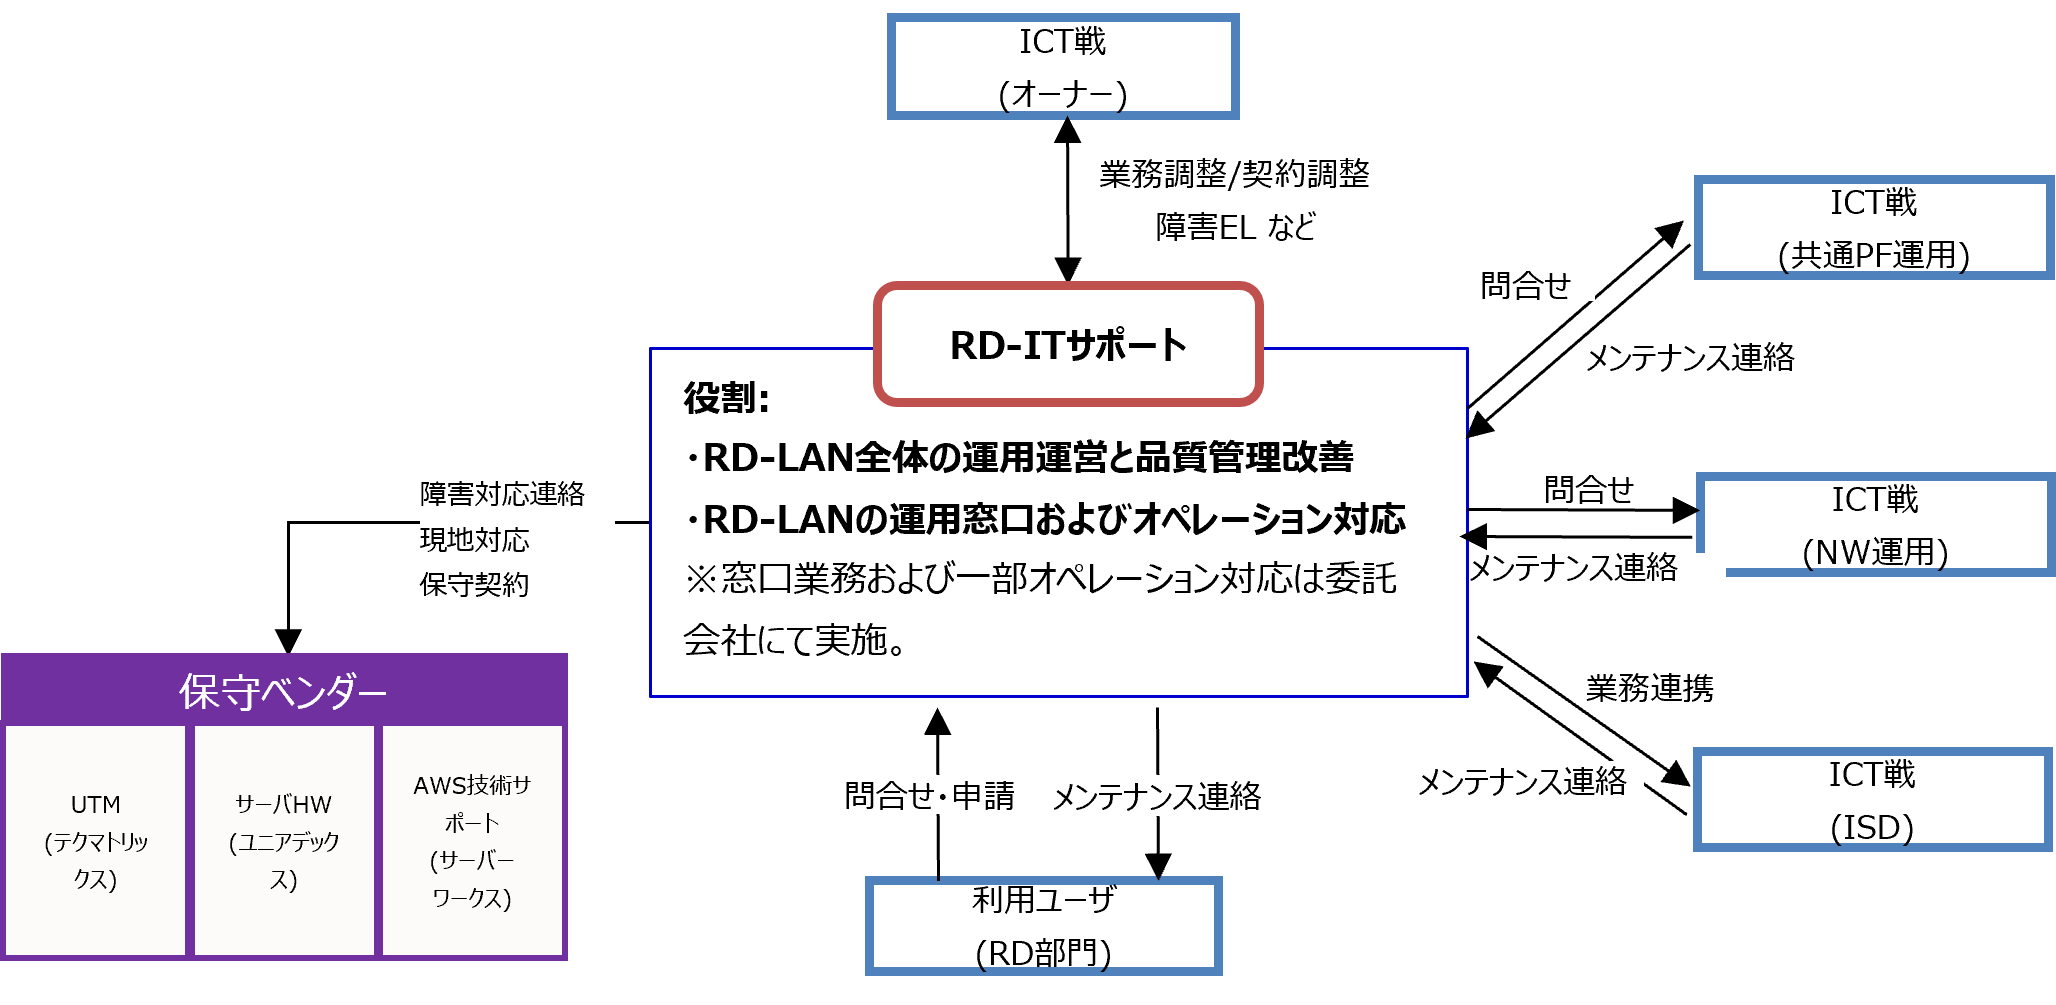 ICT戦
(オーナー)
業務調整/契約調整
障害EL など
ICT戦
(共通PF運用)
問合せ
メンテナンス連絡
RD-ITサポート
役割:
・RD-LAN全体の運用運営と品質管理改善
・RD-LANの運用窓口およびオペレーション対応
※窓口業務および一部オペレーション対応は委託
会社にて実施。
障害対応連絡
現地対応
保守契約
問合せ
メンテナンス連絡
ICT戦
(NW運用)
業務連携
メンテナンス連絡
ICT戦
(ISD)
保守ベンダー
UTM
(テクマトリッ
クス)
サーバHW
(ユニアデック
ス)
AWS技術サ
ポート
(サーバー
ワークス)
問合せ・申請
メンテナンス連絡
利用ユーザ
(RD部門)